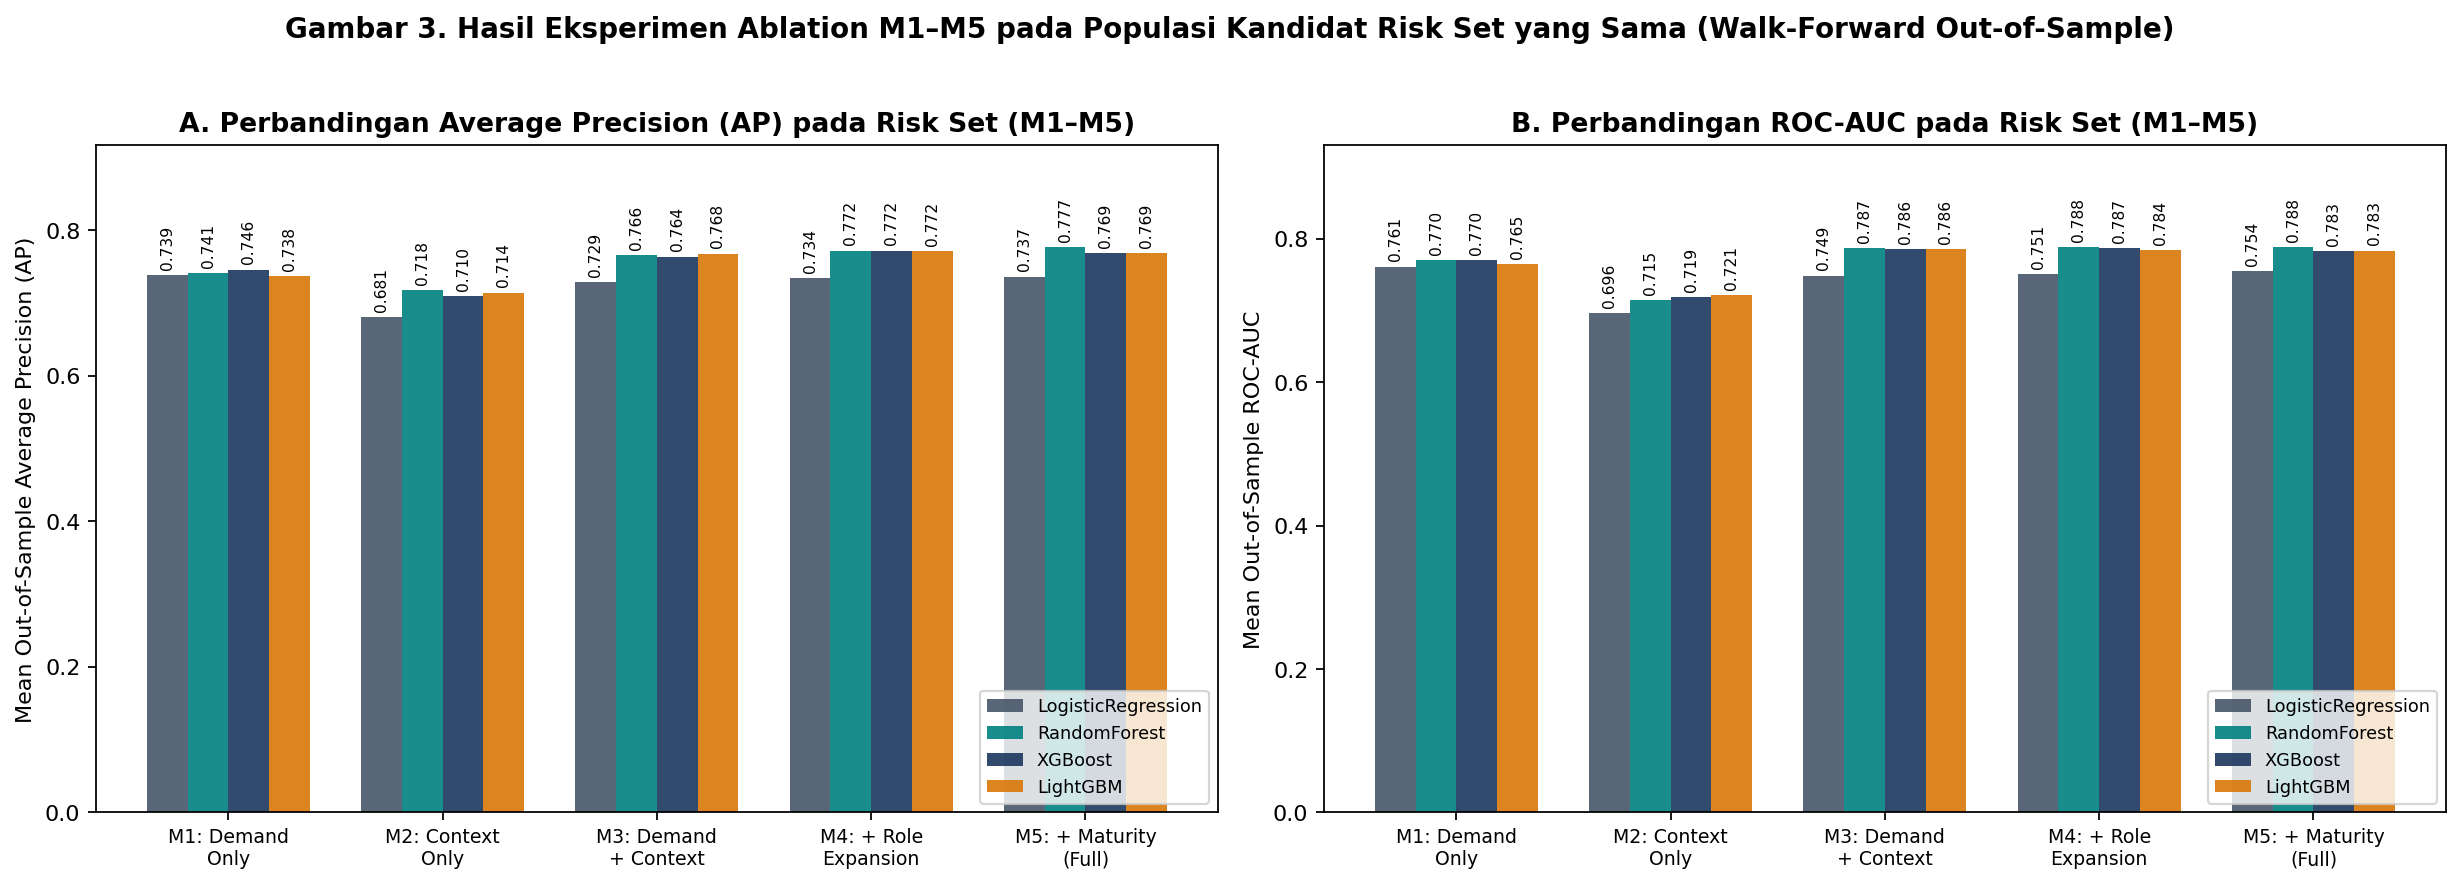 Gambar 3. Hasil Eksperimen Ablation M1–M5 pada Populasi Kandidat Risk Set yang Sama (Walk-Forward Out-of-Sample)
A. Perbandingan Average Precision (AP) pada Risk Set (M1–M5)
Mean Out-of-Sample Average Precision (AP)
0.8
0.6
0.4
0.2
0.0
0.739
0.741
0.746
0.738
0.681
0.718
0.710
0.714
0.729
0.766
0.764
0.768
0.734
0.772
0.772
0.772
0.737
0.777
0.769
0.769
LogisticRegression
RandomForest
XGBoost
LightGBM
M1: Demand
Only
M2: Context
Only
M3: Demand
+ Context
M4: + Role
Expansion
M5: + Maturity
(Full)
B. Perbandingan ROC-AUC pada Risk Set (M1–M5)
Mean Out-of-Sample ROC-AUC
0.8
0.6
0.4
0.2
0.0
0.761
0.770
0.770
0.765
0.696
0.715
0.719
0.721
0.749
0.787
0.786
0.786
0.751
0.788
0.787
0.784
0.754
0.788
0.783
0.783
LogisticRegression
RandomForest
XGBoost
LightGBM
M1: Demand
Only
M2: Context
Only
M3: Demand
+ Context
M4: + Role
Expansion
M5: + Maturity
(Full)